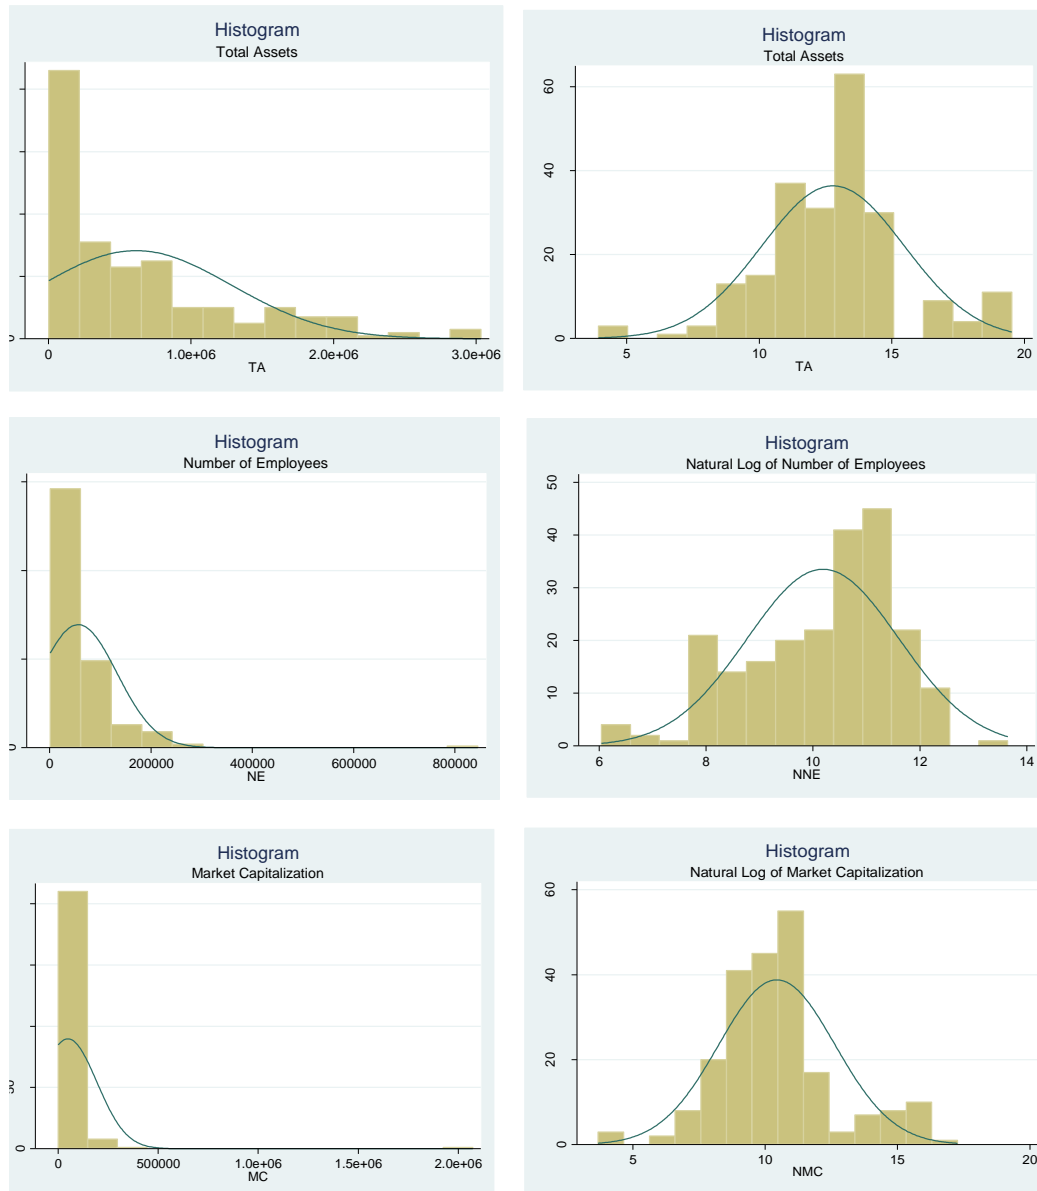 Histogram
Total Assets
0
0
1.0e+06
2.0e+06
3.0e+06
TA
Histogram
Total Assets
60
40
20
0
5
10
15
20
TA
Histogram
Number of Employees
0
0
200000
400000
600000
800000
NE
Histogram
Natural Log of Number of Employees
50
40
30
20
10
0
6
8
10
12
14
NNE
Histogram
Market Capitalization
0
0
500000
1.0e+06
1.5e+06
2.0e+06
MC
Histogram
Natural Log of Market Capitalization
60
40
20
0
5
10
15
20
NMC